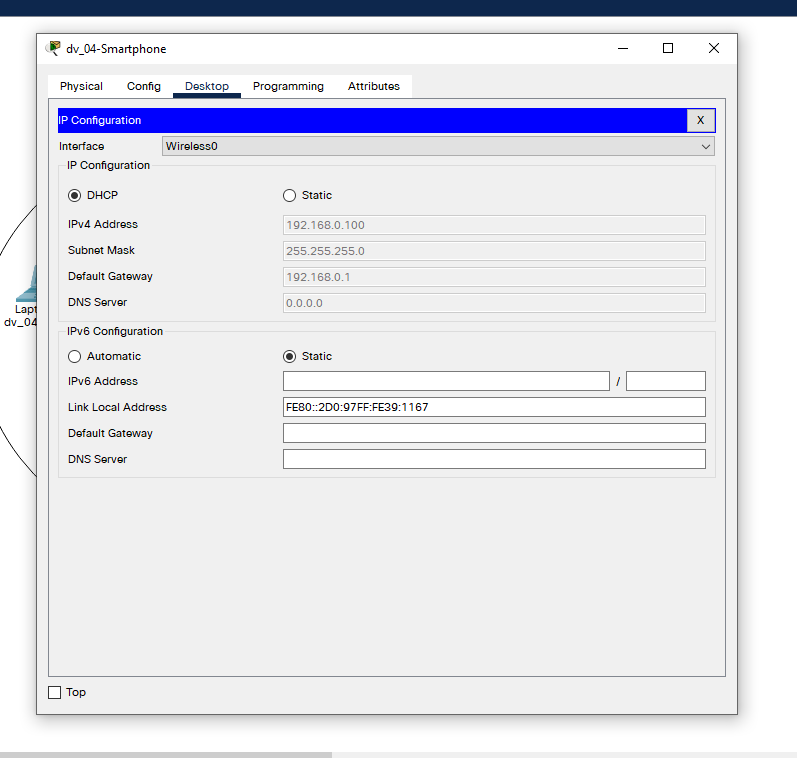 dv_04-Smartphone
Physical Config Desktop Programming Attributes
IP Configuration X
Interface Wireless0
IP Configuration
DHCP Static
IPv4 Address 192.168.0.100
Subnet Mask 255.255.255.0
Default Gateway 192.168.0.1
DNS Server 0.0.0.0
IPv6 Configuration
Automatic Static
IPv6 Address /
Link Local Address FE80::2D0:97FF:FE39:1167
Default Gateway
DNS Server
Top
Lapt
dv_04